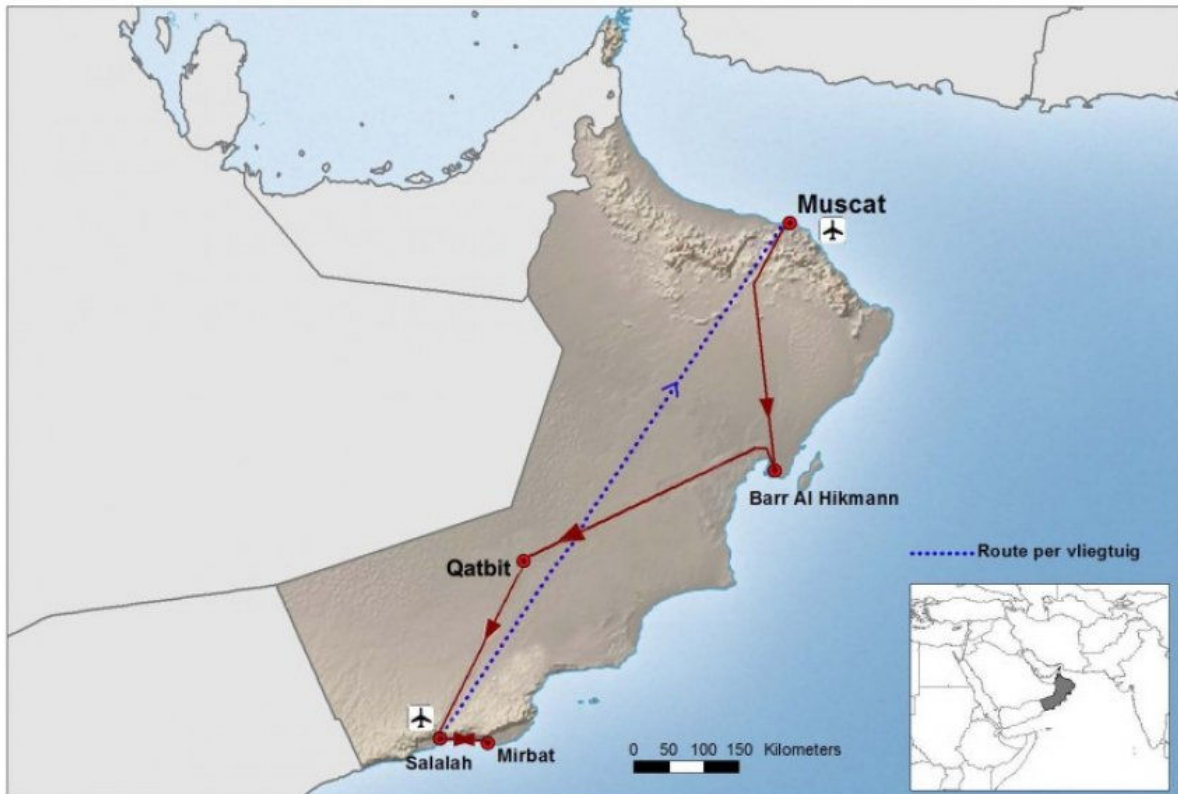 Muscat
Barr Al Hikmann
Route per vliegtuig
Qatbit
Salalah
Mirbat
0 50 100 150 Kilometers